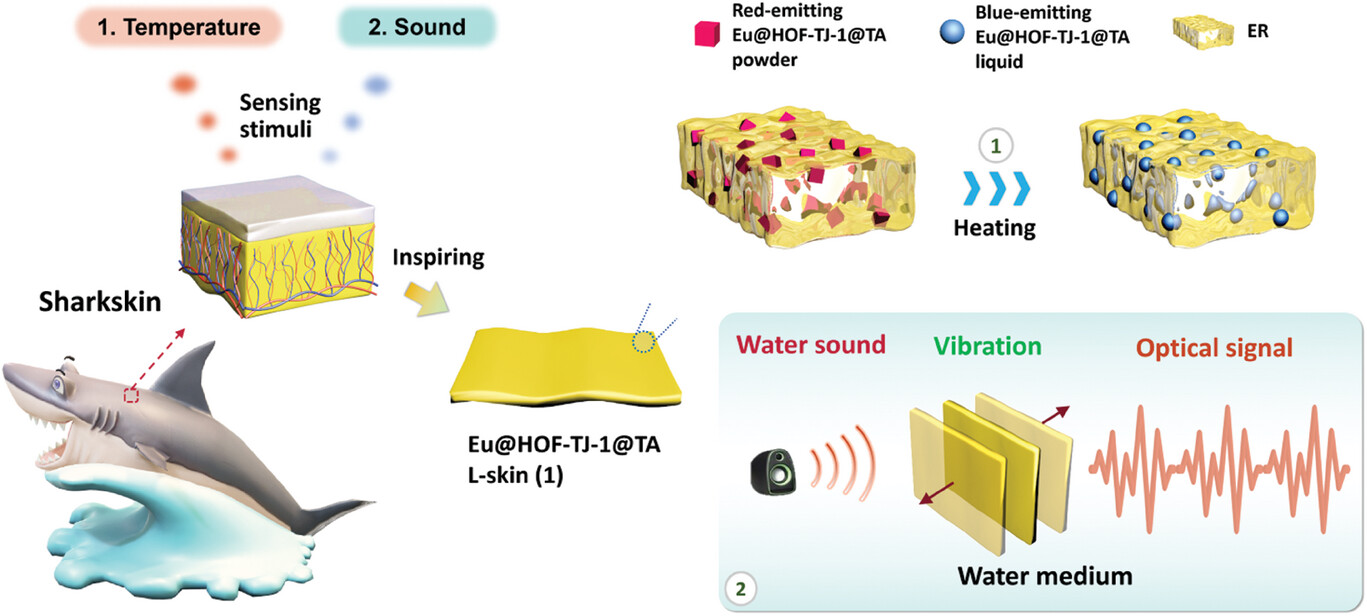 1. Temperature
2. Sound
Sensing
stimuli
Inspiring
Sharkskin
Eu@HOF-TJ-1@TA
L-skin (1)
Red-emitting
Eu@HOF-TJ-1@TA
powder
Blue-emitting
Eu@HOF-TJ-1@TA
liquid
ER
1
Heating
Water sound
Vibration
Optical signal
Water medium
2